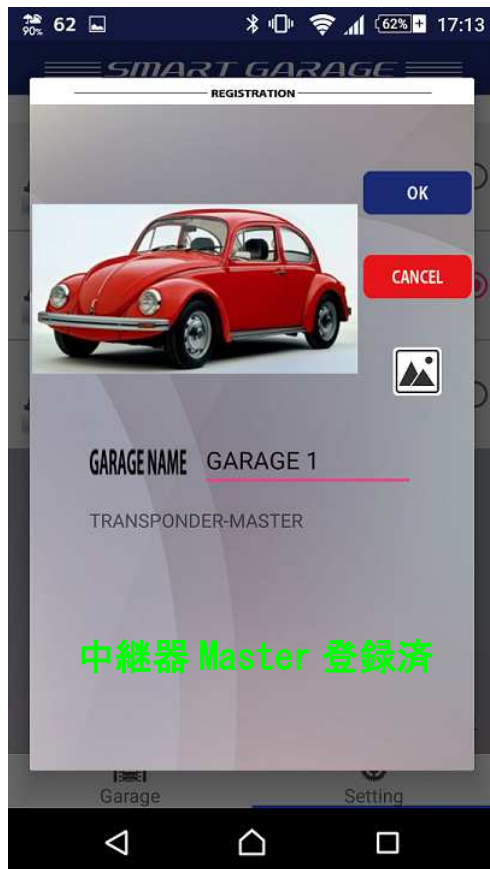 90% 62 62% 17:13
SMART GARAGE
REGISTRATION
OK
CANCEL
GARAGE NAME GARAGE 1
TRANSPONDER-MASTER
中継器 Master 登録済
Garage Setting